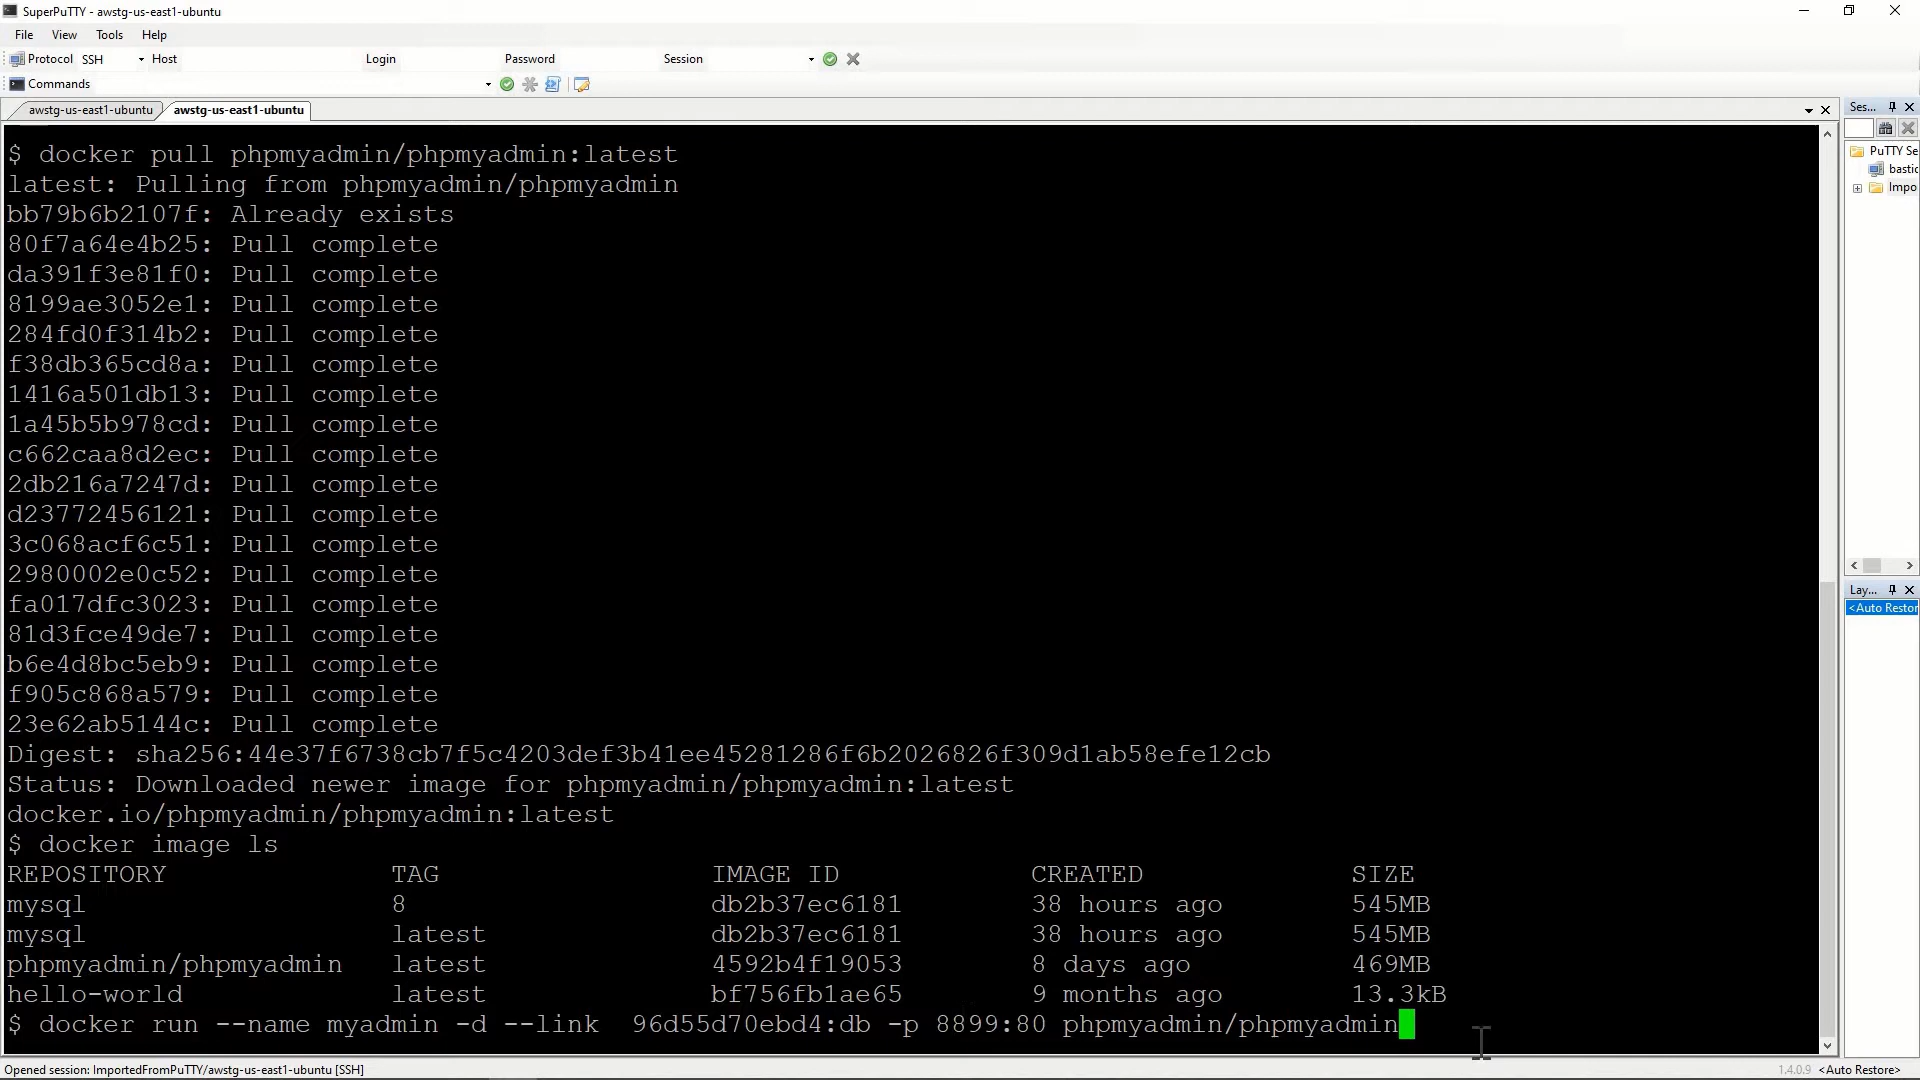 SuperPuTTY - awstg-us-east1-ubuntu
File View Tools Help
Protocol SSH Host Login Password Session
Commands
awstg-us-east1-ubuntu awstg-us-east1-ubuntu Ses...
$ docker pull phpmyadmin/phpmyadmin:latest
latest: Pulling from phpmyadmin/phpmyadmin
bb79b6b2107f: Already exists
80f7a64e4b25: Pull complete
da391f3e81f0: Pull complete
8199ae3052e1: Pull complete
284fd0f314b2: Pull complete
f38db365cd8a: Pull complete
1416a501db13: Pull complete
1a45b5b978cd: Pull complete
c662caa8d2ec: Pull complete
2db216a7247d: Pull complete
d23772456121: Pull complete
3c068acf6c51: Pull complete
2980002e0c52: Pull complete
fa017dfc3023: Pull complete
81d3fce49de7: Pull complete
b6e4d8bc5eb9: Pull complete
f905c868a579: Pull complete
23e62ab5144c: Pull complete
Digest: sha256:44e37f6738cb7f5c4203def3b41ee45281286f6b2026826f309d1ab58efe12cb
Status: Downloaded newer image for phpmyadmin/phpmyadmin:latest
docker.io/phpmyadmin/phpmyadmin:latest
$ docker image ls
REPOSITORY TAG IMAGE ID CREATED SIZE
mysql 8 db2b37ec6181 38 hours ago 545MB
mysql latest db2b37ec6181 38 hours ago 545MB
phpmyadmin/phpmyadmin latest 4592b4f19053 8 days ago 469MB
hello-world latest bf756fb1ae65 9 months ago 13.3kB
$ docker run --name myadmin -d --link 96d55d70ebd4:db -p 8899:80 phpmyadmin/phpmyadmin
PuTTY Se
bastic
Impo
Lay...
<Auto Restor
Opened session: ImportedFromPuTTY/awstg-us-east1-ubuntu [SSH] 1.4.0.9 <Auto Restore>